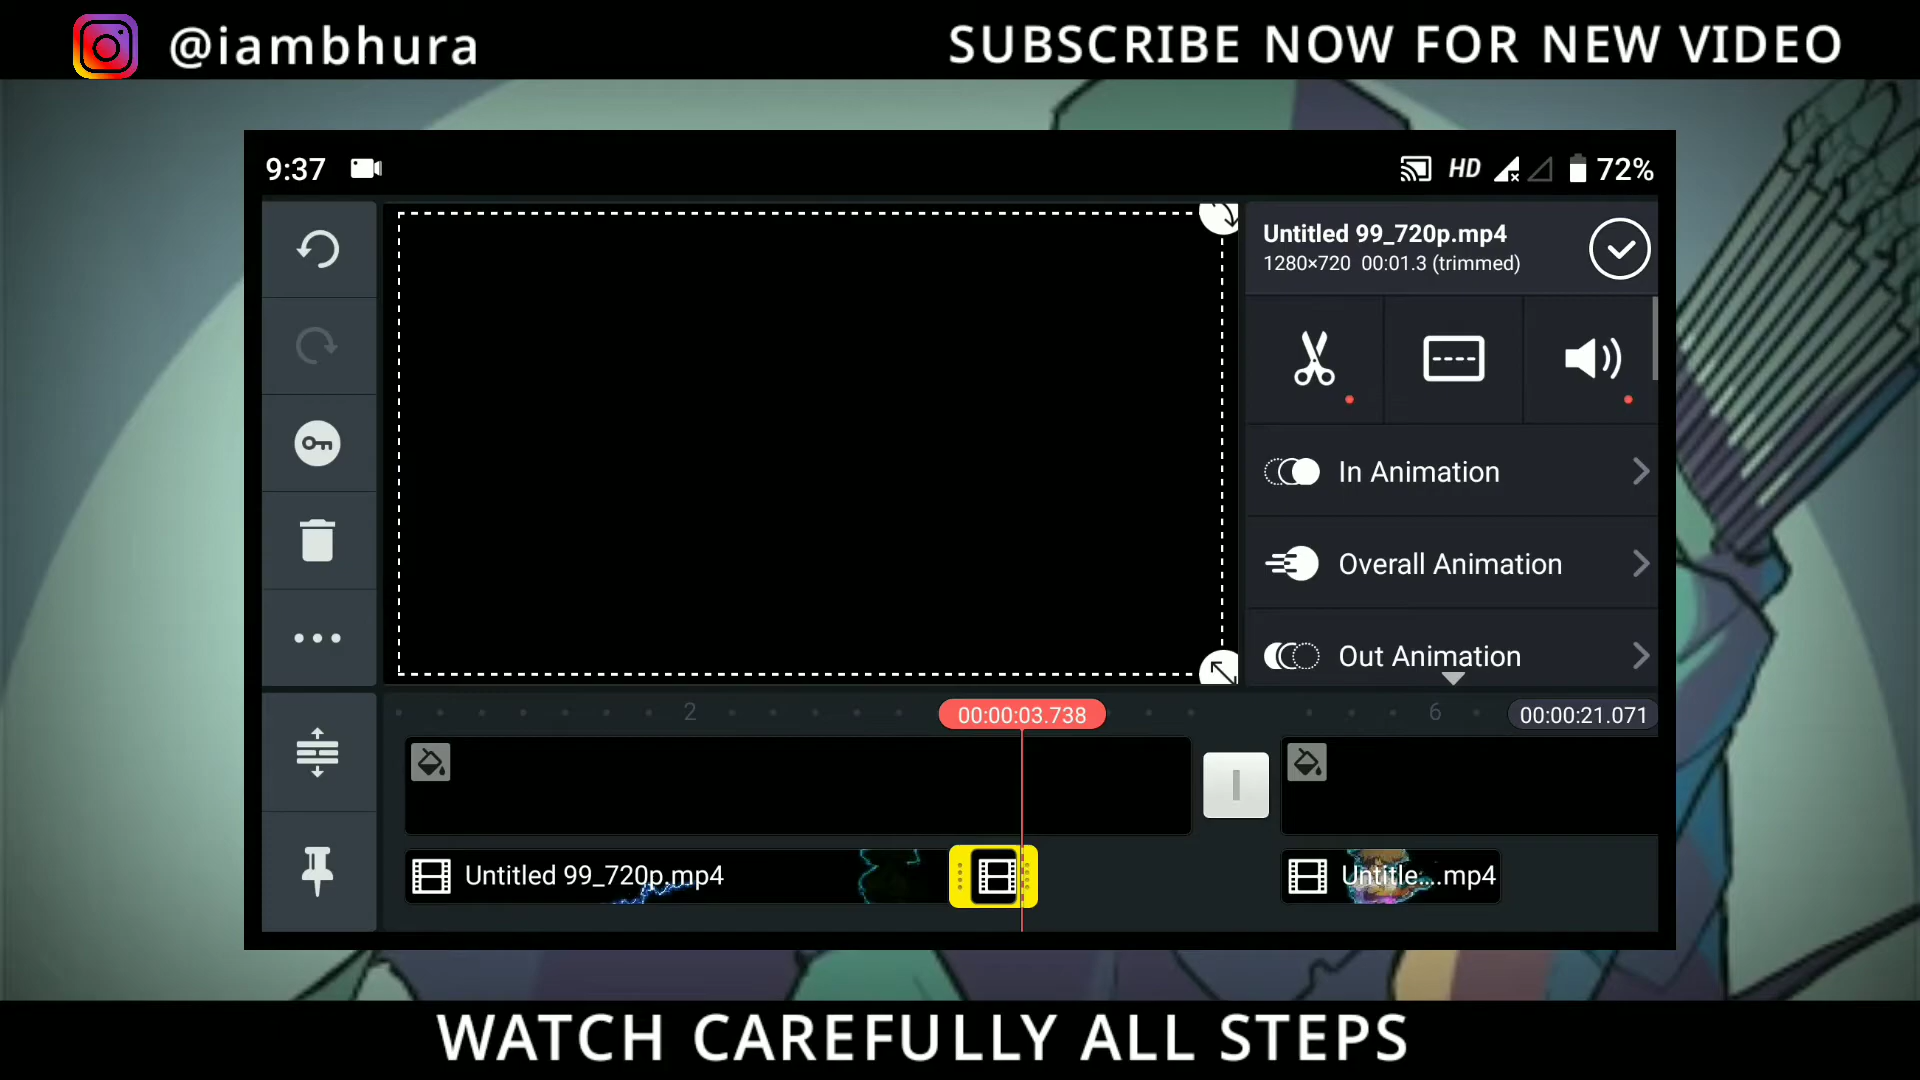 @iambhura
SUBSCRIBE NOW FOR NEW VIDEO
9:37
HD
72%
Untitled 99_720p.mp4
1280×720 00:01.3 (trimmed)
In Animation
Overall Animation
Out Animation
2
00:00:03.738
6
00:00:21.071
Untitled 99_720p.mp4
Untitle....mp4
WATCH CAREFULLY ALL STEPS